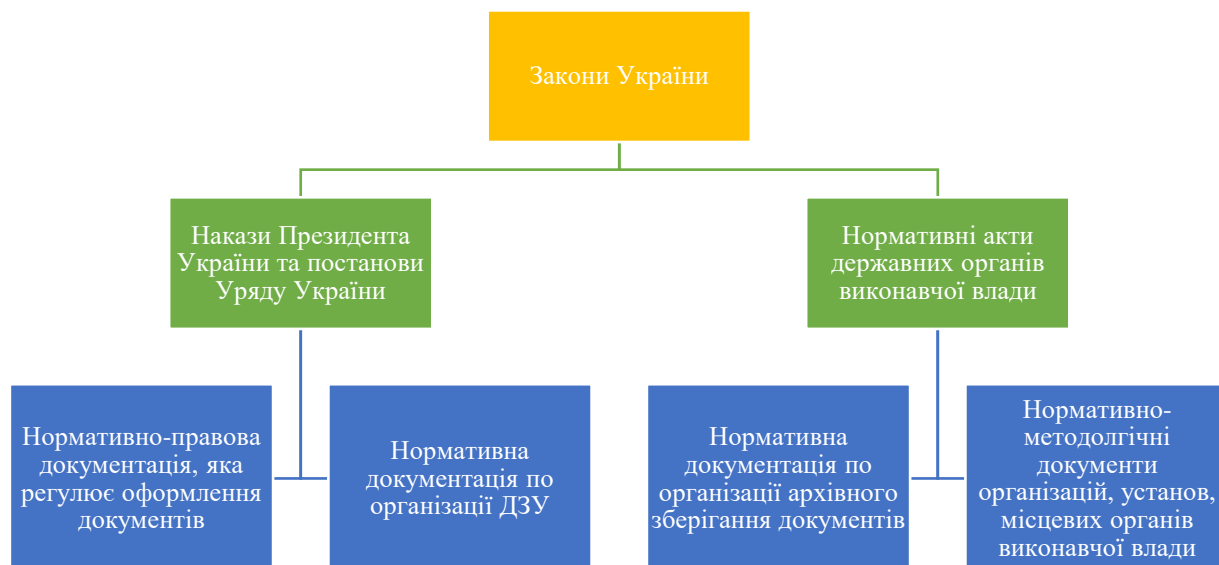 Закони України
Накази Президента
України та постанови
Уряду України
Нормативні акти
державних органів
виконавчої влади
Нормативно-правова
документація, яка
регулює оформлення
документів
Нормативна
документація по
організації ДЗУ
Нормативна
документація по
організації архівного
зберігання документів
Нормативно-
методолгічні
документи
організацій, установ,
місцевих органів
виконавчої влади